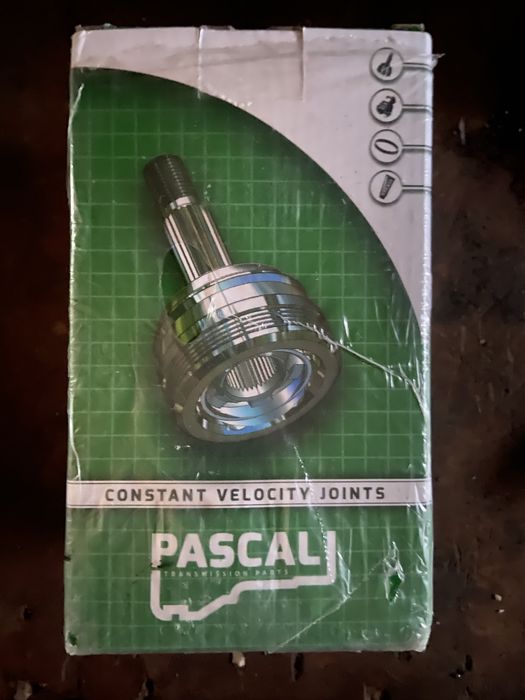 CONSTANT VELOCITY JOINTS
PASCAL
TRANSMISSION PARTS